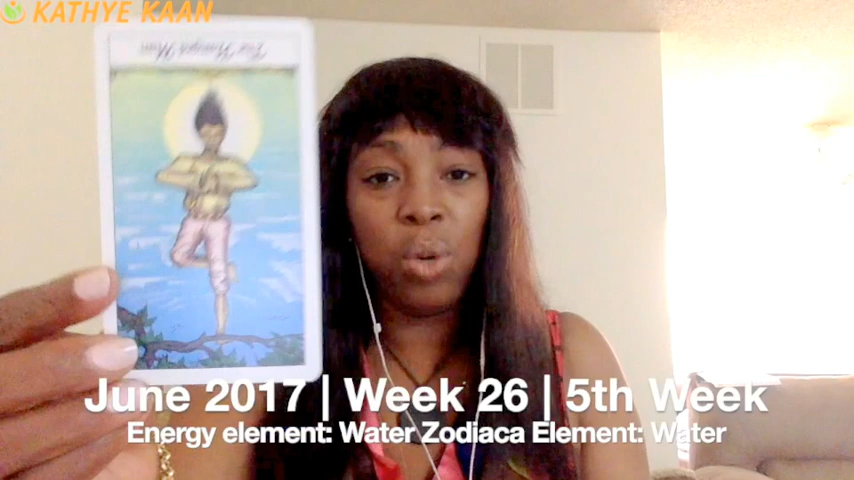 KATHYE KAAN
The Hanged Man
June 2017 | Week 26 | 5th Week
Energy element: Water Zodiaca Element: Water